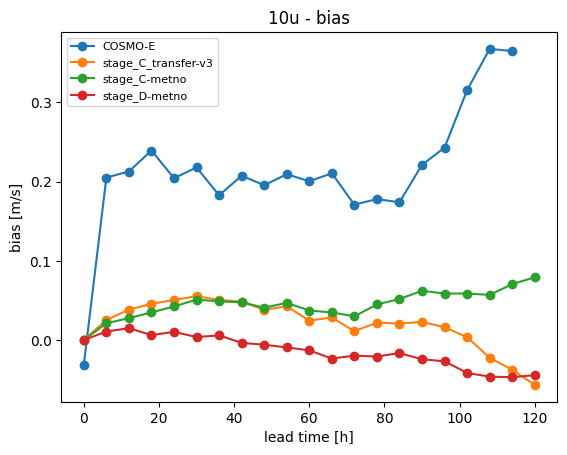 10u - bias
COSMO-E
stage_C_transfer-v3
stage_C-metno
stage_D-metno
bias [m/s]
0.3
0.2
0.1
0.0
0 20 40 60 80 100 120
lead time [h]